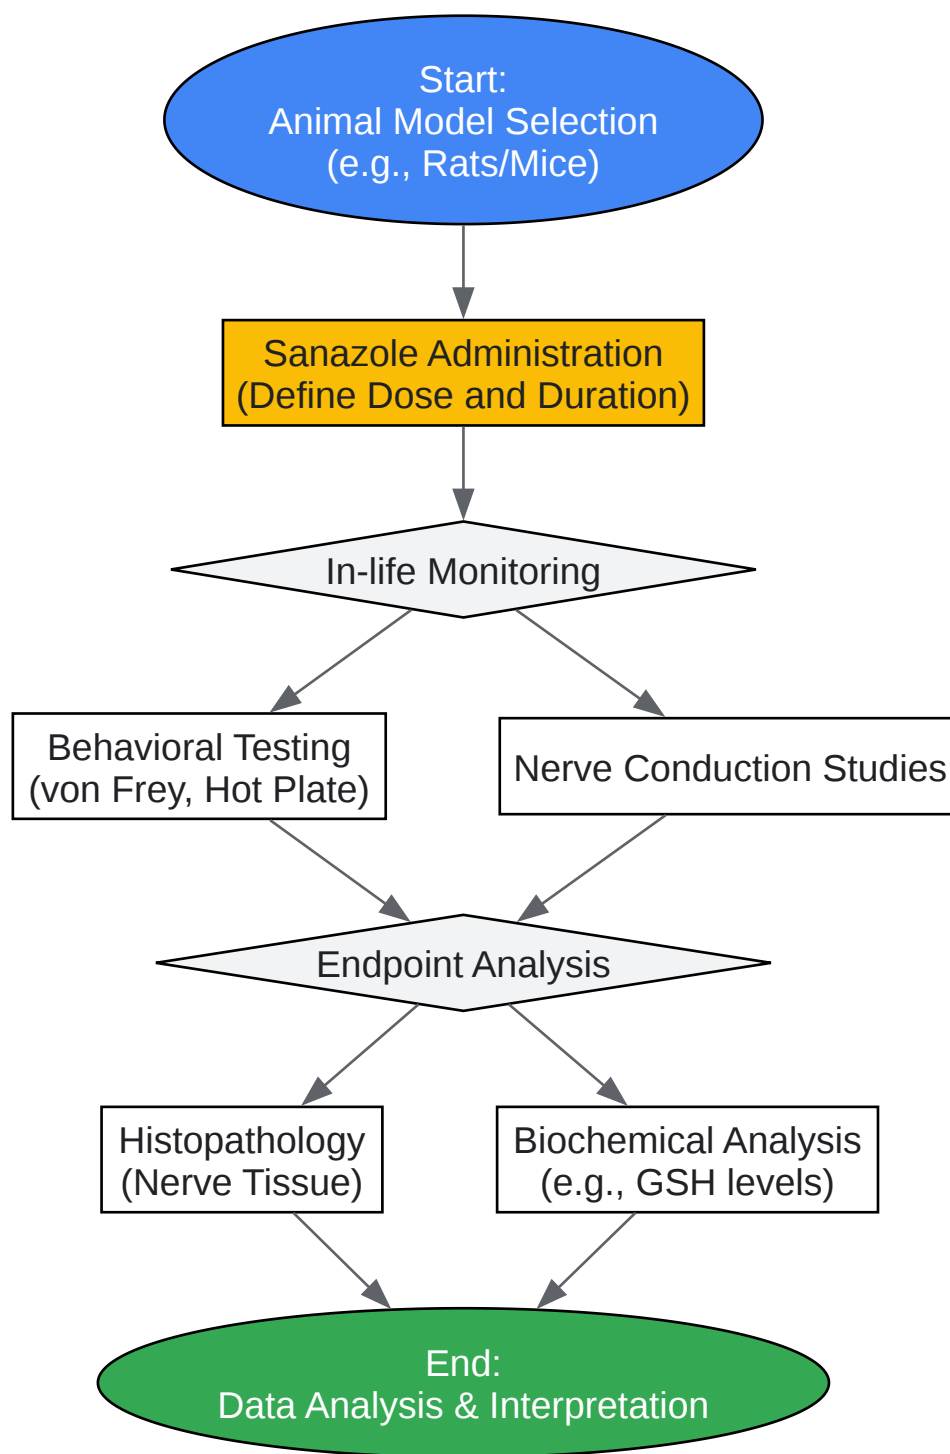 Start:
Animal Model Selection
(e.g., Rats/Mice)
Sanazole Administration
(Define Dose and Duration)
In-life Monitoring
Behavioral Testing
(von Frey, Hot Plate)
Nerve Conduction Studies
Endpoint Analysis
Histopathology
(Nerve Tissue)
Biochemical Analysis
(e.g., GSH levels)
End:
Data Analysis & Interpretation